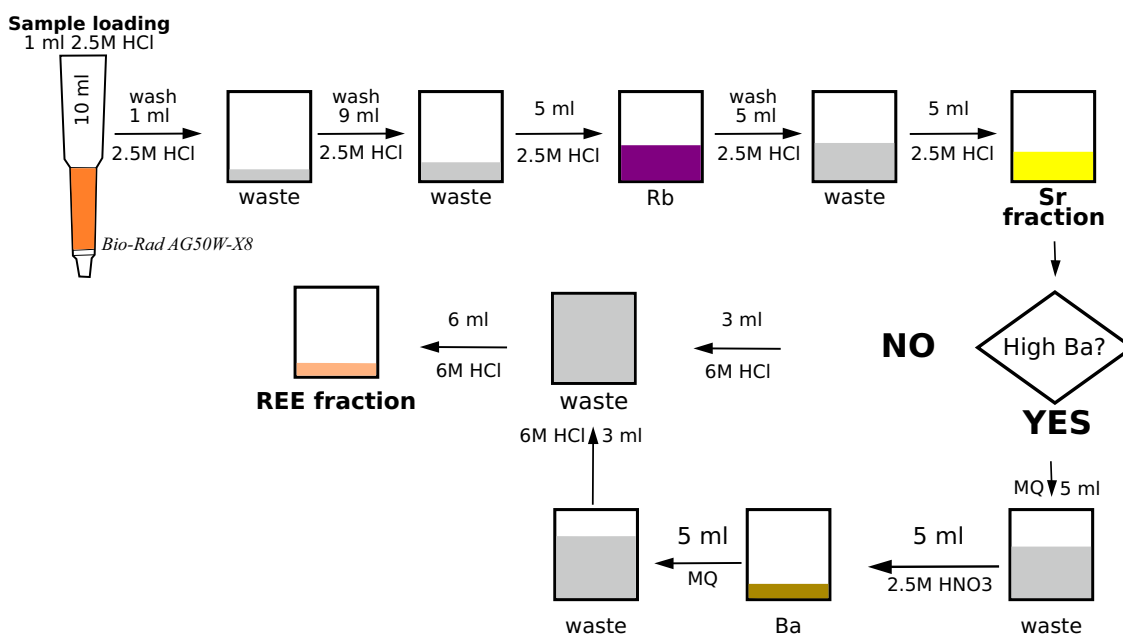 Sample loading
1 ml 2.5M HCl
10 ml
Bio-Rad AG50W-X8
wash
1 ml
2.5M HCl
waste
wash
9 ml
2.5M HCl
waste
5 ml
2.5M HCl
Rb
wash
5 ml
2.5M HCl
waste
5 ml
2.5M HCl
Sr
fraction
High Ba?
NO
3 ml
6M HCl
waste
6 ml
6M HCl
REE fraction
YES
MQ 5 ml
waste
5 ml
2.5M HNO3
Ba
5 ml
MQ
waste
6M HCl 3 ml